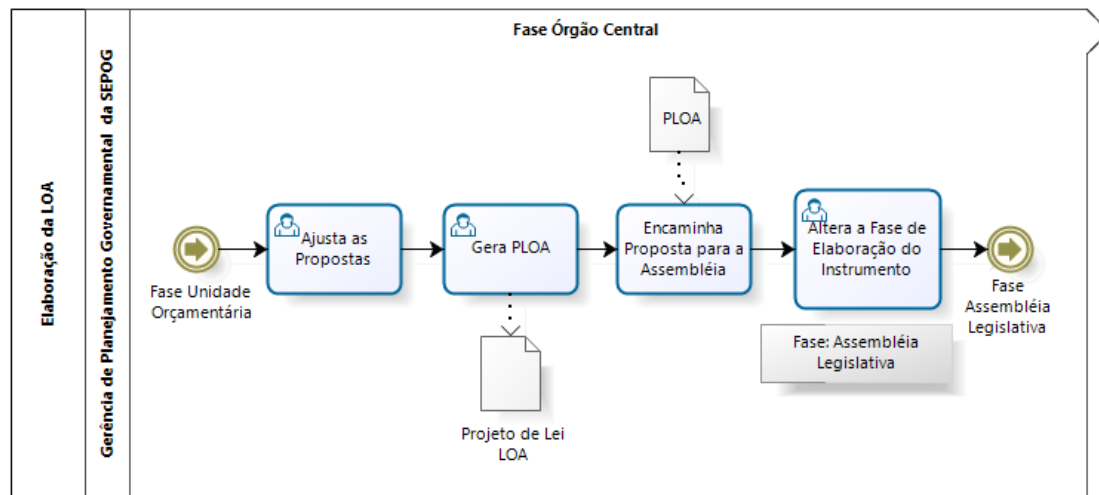 Elaboração da LOA
Gerência de Planejamento Governamental da SEPOG
Fase Órgão Central
Fase Unidade
Orçamentária
Ajusta as
Propostas
Gera PLOA
Projeto de Lei
LOA
PLOA
Encaminha
Proposta para a
Assembléia
Altera a Fase de
Elaboração do
Instrumento
Fase: Assembléia
Legislativa
Fase
Assembléia
Legislativa